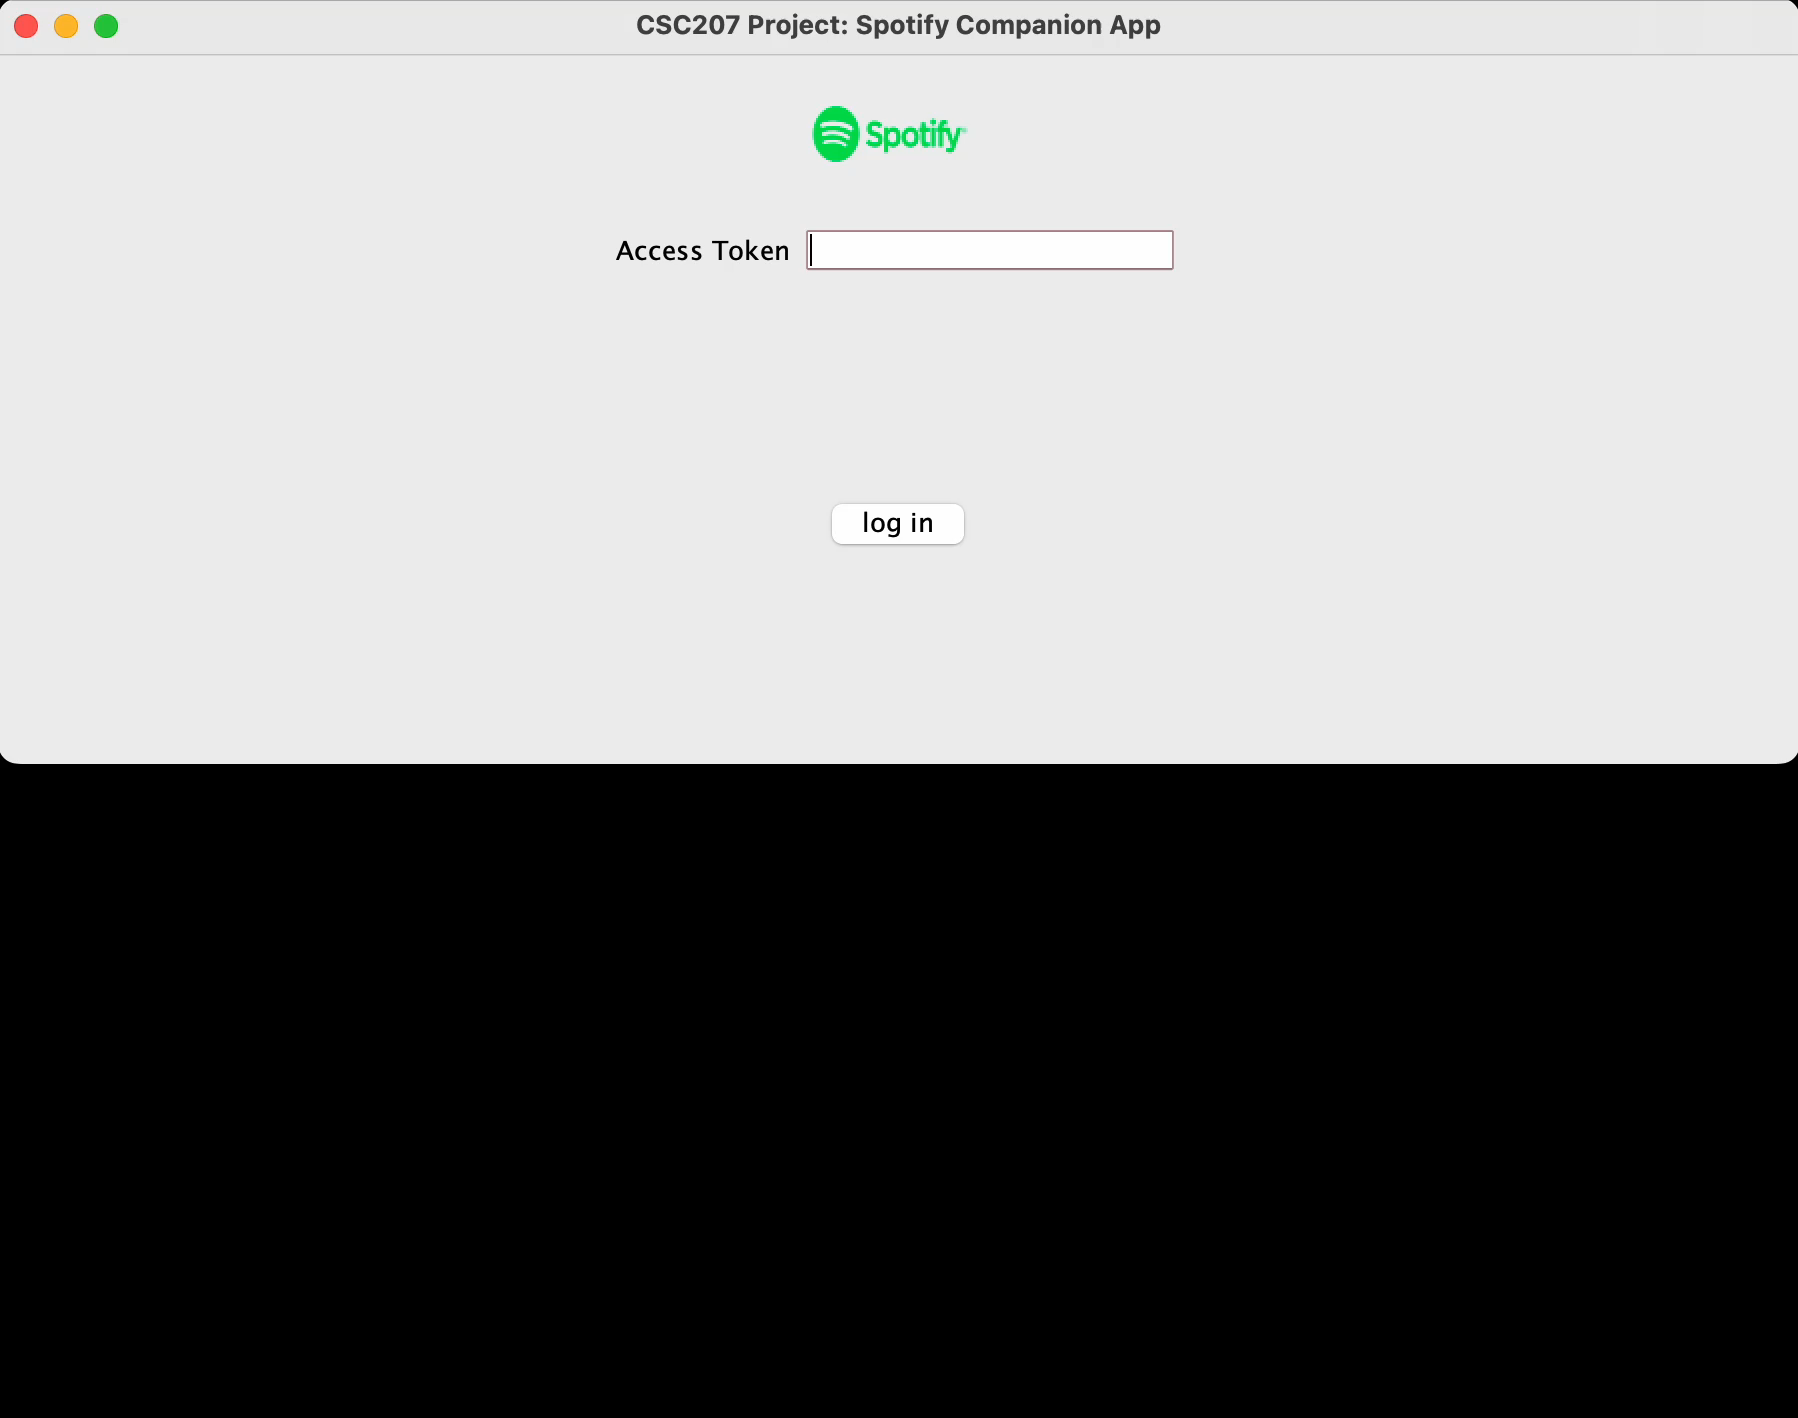 CSC207 Project: Spotify Companion App
Spotify
Access Token
log in